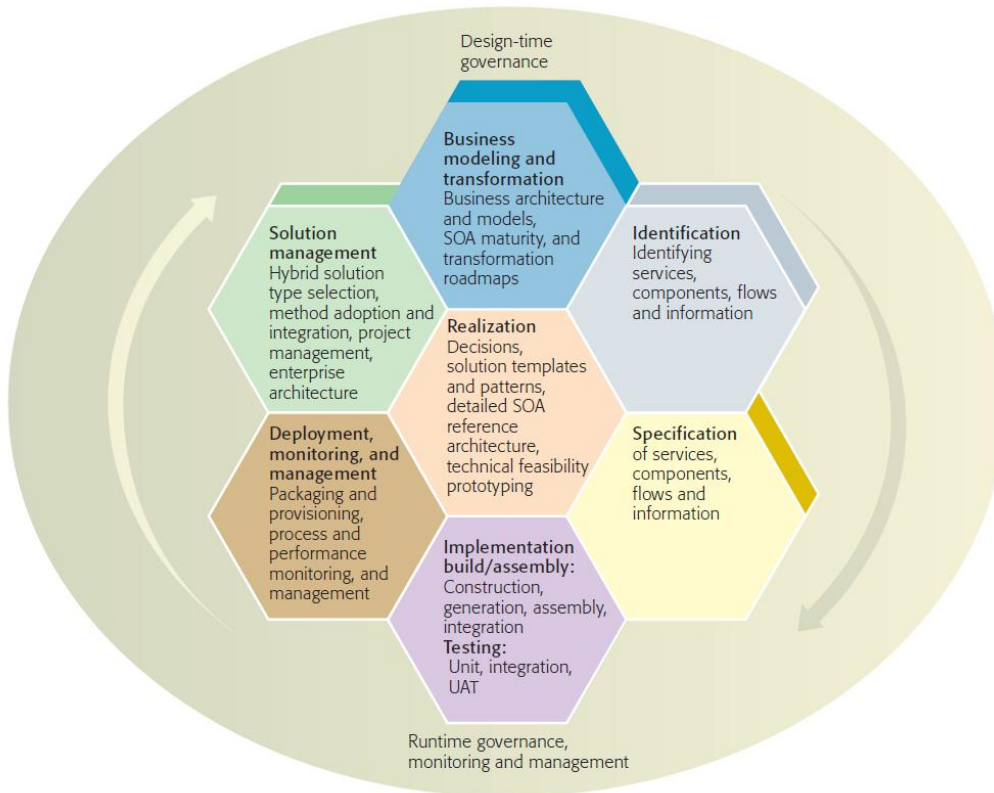 Design-time
governance
Business
modeling and
transformation
Business architecture
and models,
SOA maturity, and
transformation
roadmaps
Solution
management
Hybrid solution
type selection,
method adoption and
integration, project
management,
enterprise
architecture
Identification
Identifying
services,
components, flows
and information
Realization
Decisions,
solution templates
and patterns,
detailed SOA
reference
architecture,
technical feasibility
prototyping
Deployment,
monitoring, and
management
Packaging and
provisioning,
process and
performance
monitoring, and
management
Specification
of services,
components,
flows and
information
Implementation
build/assembly:
Construction,
generation, assembly,
integration
Testing:
Unit, integration,
UAT
Runtime governance,
monitoring and management